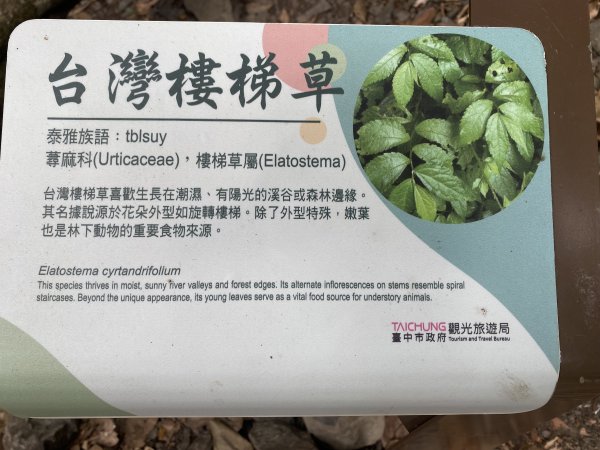 台灣樓梯草
泰雅族語：tblsuy
蕁麻科(Urticaceae)，樓梯草屬(Elatostema)
台灣樓梯草喜歡生長在潮濕、有陽光的溪谷或森林邊緣。
其名據說源於花朵外型如旋轉樓梯。除了外型特殊，嫩葉
也是林下動物的重要食物來源。
Elatostema cyrtandrifolium
This species thrives in moist, sunny river valleys and forest edges. Its alternate inflorescences on stems resemble spiral
staircases. Beyond the unique appearance, its young leaves serve as a vital food source for understory animals.
TAICHUNG 觀光旅遊局
臺中市政府 Tourism and Travel Bureau